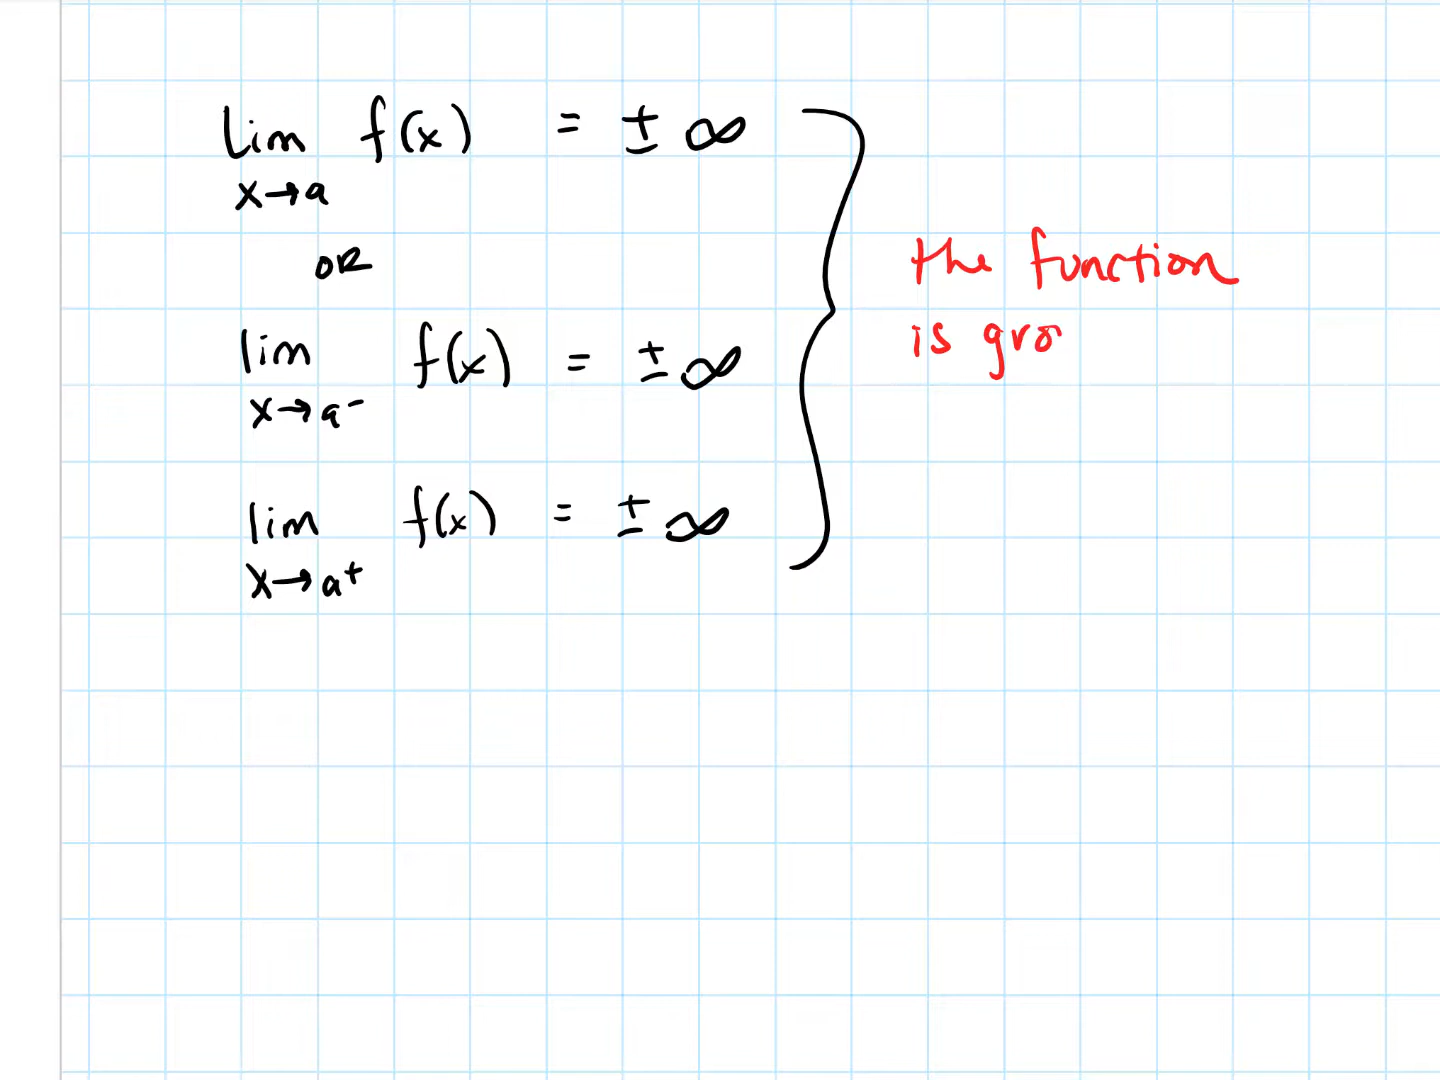 lim f(x) = ± ∞
x→a
OR
lim f(x) = ± ∞
x→a⁻
lim f(x) = ± ∞
x→a⁺
the function
is gro